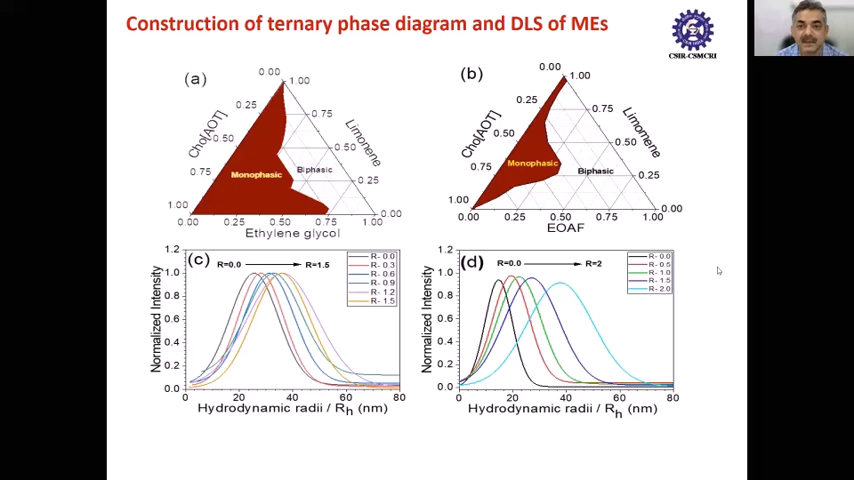 Construction of ternary phase diagram and DLS of MEs
CSIR-CSMCRI
(a)
0.00
1.00
0.25
0.75
Cho[AOT]
Limonene
0.50
0.50
0.75
Monophasic
Biphasic
0.25
1.00
0.00
0.00
0.25
0.50
0.75
1.00
Ethylene glycol
(b)
0.00
1.00
0.25
0.75
Cho[AOT]
Limomene
0.50
0.50
0.75
Monophasic
Biphasic
0.25
1.00
0.00
0.00
0.25
0.50
0.75
1.00
EOAF
(c)
R=0.0
R=1.5
R- 0.0
R- 0.3
R- 0.6
R- 0.9
R- 1.2
R- 1.5
1.2
1.0
0.8
0.6
0.4
0.2
0.0
Normalized Intensity
0 20 40 60 80
Hydrodynamic radii / Rh (nm)
(d)
R=0.0
R=2
R- 0.0
R- 0.5
R- 1.0
R- 1.5
R- 2.0
1.2
1.0
0.8
0.6
0.4
0.2
0.0
Normalized Intensity
0 20 40 60 80
Hydrodynamic radii / Rh (nm)